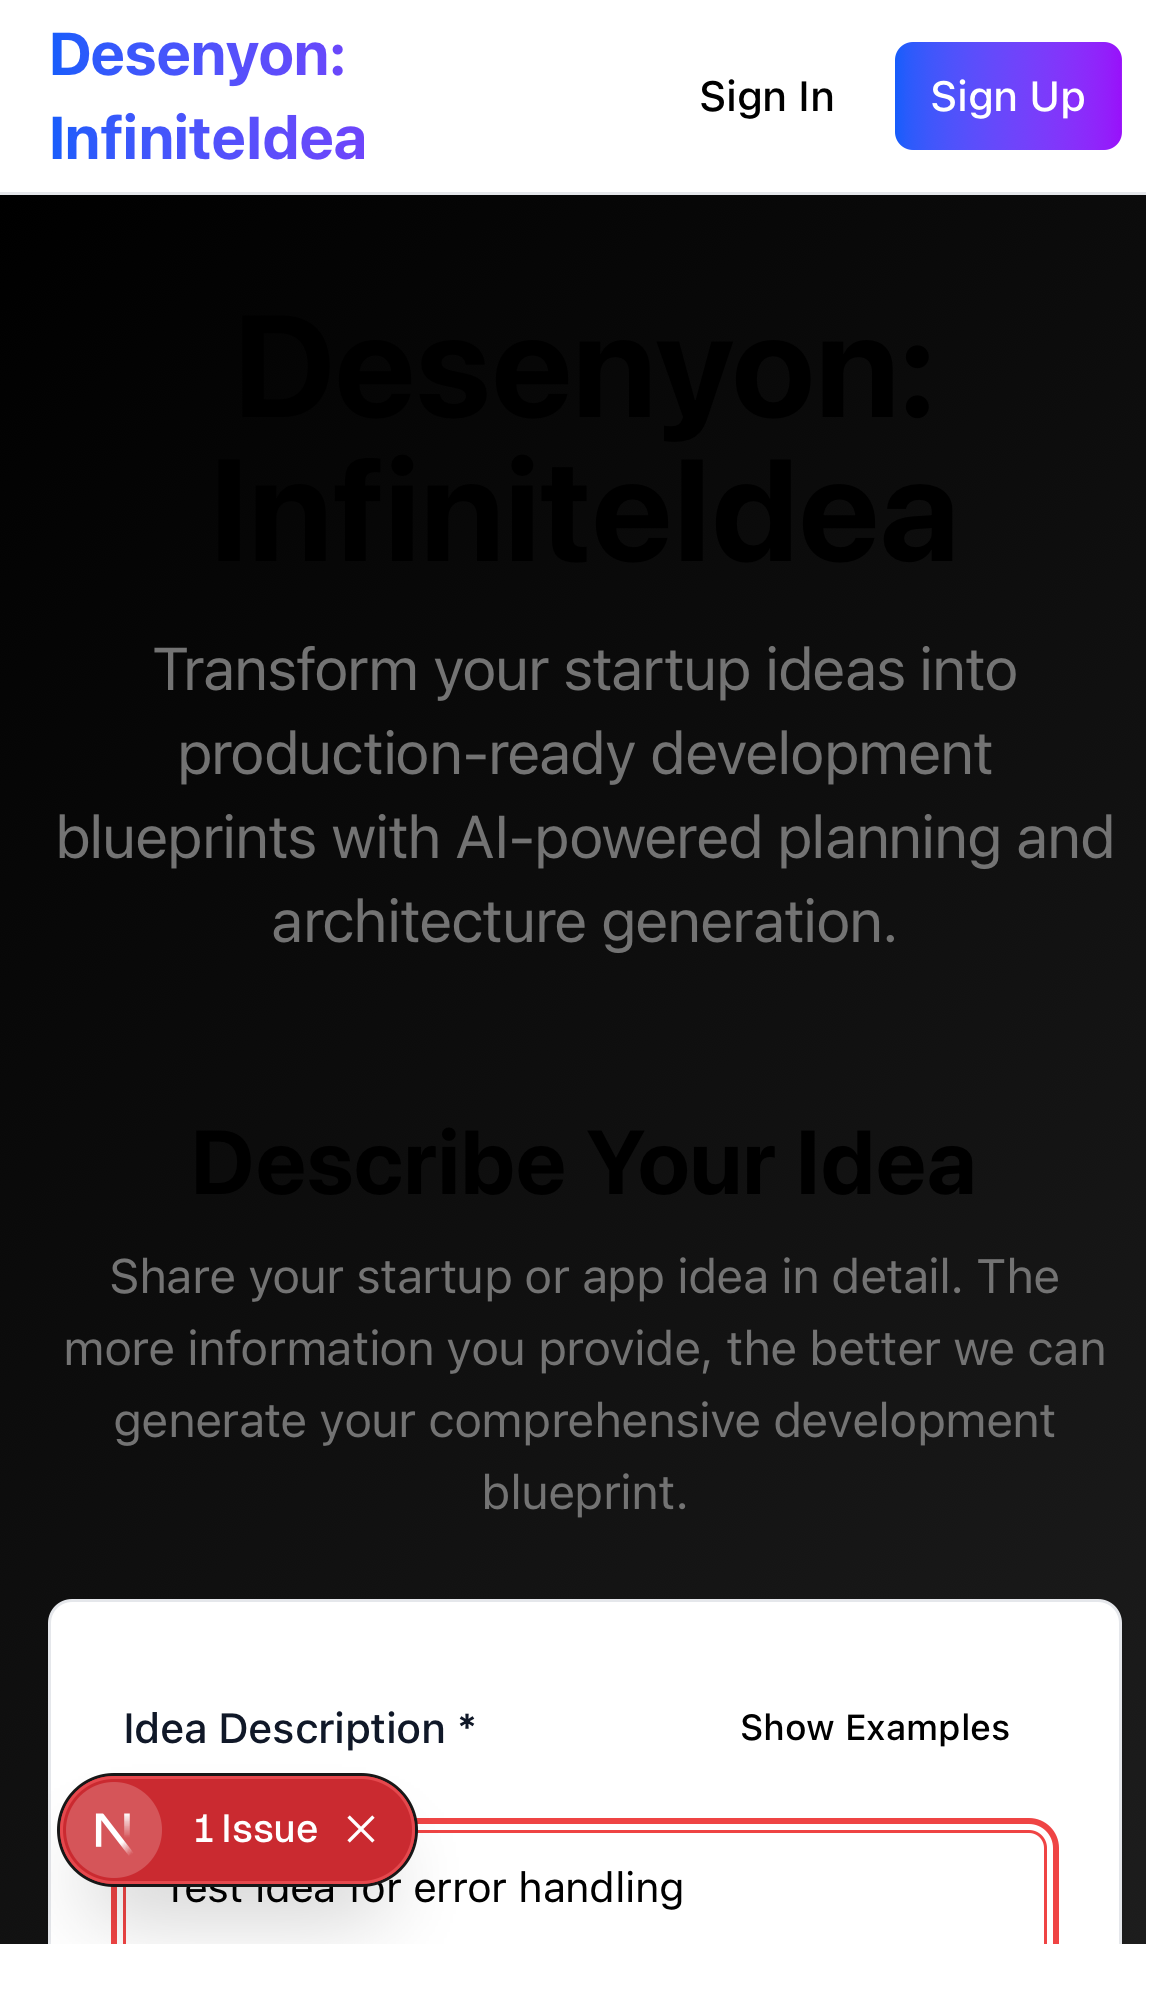 Desenyon:
InfiniteIdea
Sign In
Sign Up
Desenyon:
InfiniteIdea
Transform your startup ideas into
production-ready development
blueprints with AI-powered planning and
architecture generation.
Describe Your Idea
Share your startup or app idea in detail. The
more information you provide, the better we can
generate your comprehensive development
blueprint.
Idea Description *
Show Examples
N
1 Issue
Test idea for error handling